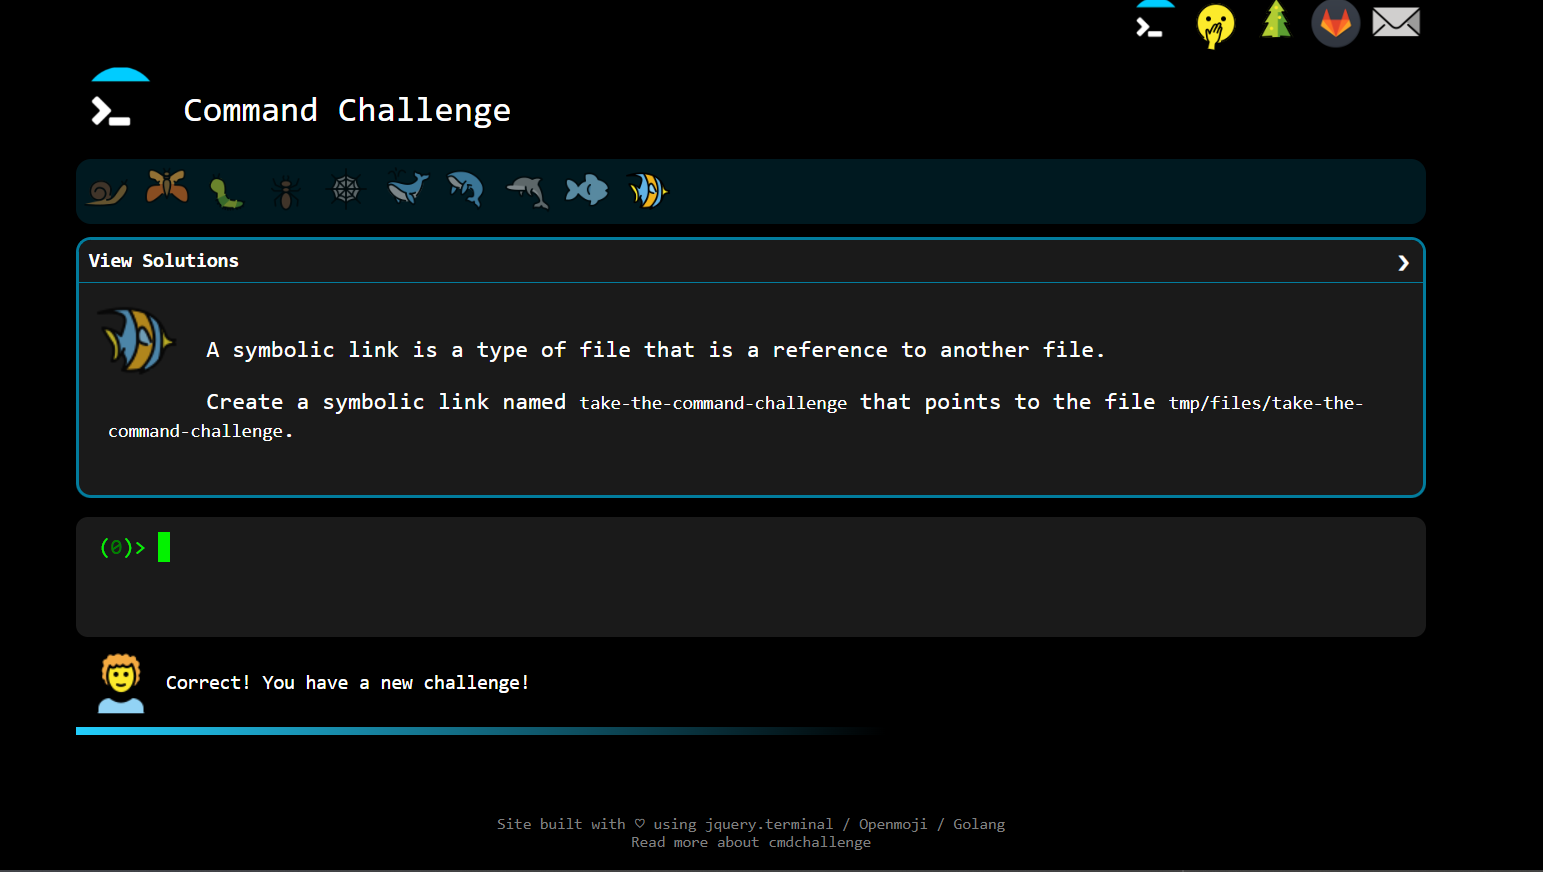 Command Challenge
View Solutions
A symbolic link is a type of file that is a reference to another file.
Create a symbolic link named take-the-command-challenge that points to the file tmp/files/take-the-
command-challenge.
(0)>
Correct! You have a new challenge!
Site built with ♡ using jquery.terminal / Openmoji / Golang
Read more about cmdchallenge